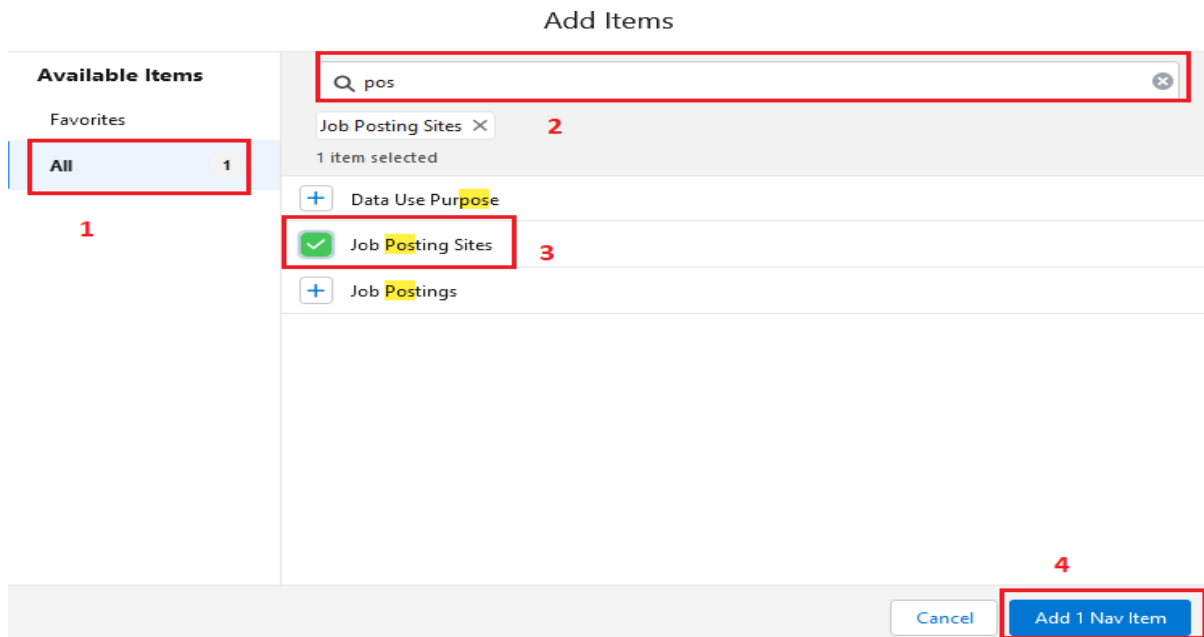 Add Items
Available Items
Favorites
All 1
1
pos
Job Posting Sites
2
1 item selected
Data Use Purpose
Job Posting Sites
3
Job Postings
4
Cancel
Add 1 Nav Item